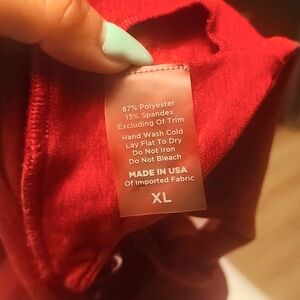 87% Polyester
13% Spandex
Excluding Of Trim
Hand Wash Cold
Lay Flat To Dry
Do Not Iron
Do Not Bleach
MADE IN USA
Of Imported Fabric
XL